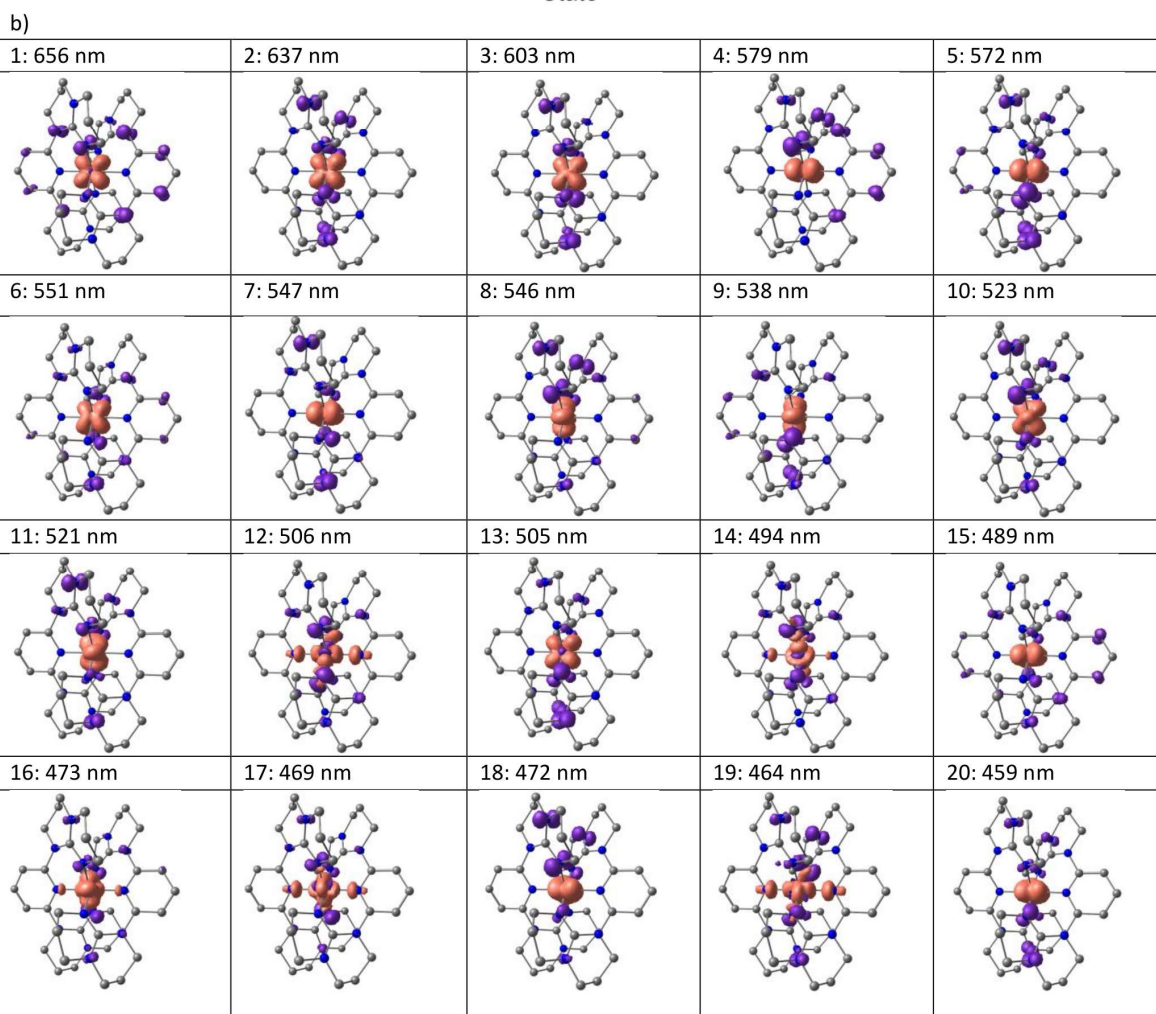 b)
1: 656 nm
2: 637 nm
3: 603 nm
4: 579 nm
5: 572 nm
6: 551 nm
7: 547 nm
8: 546 nm
9: 538 nm
10: 523 nm
11: 521 nm
12: 506 nm
13: 505 nm
14: 494 nm
15: 489 nm
16: 473 nm
17: 469 nm
18: 472 nm
19: 464 nm
20: 459 nm